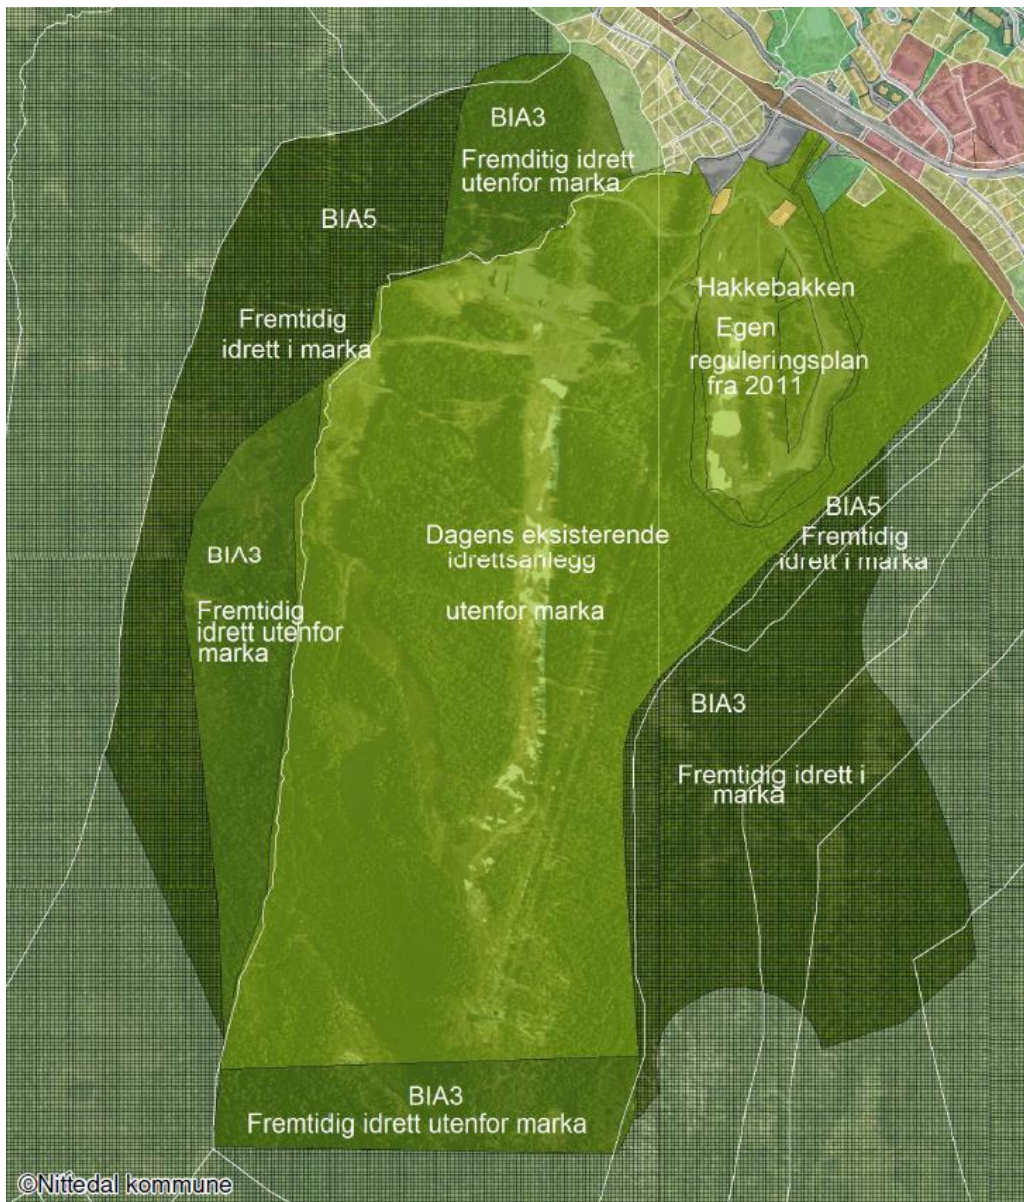 BIA3
Fremditig idrett
utenfor marka
BIA5
Fremtidig
idrett i marka
Hakkebakken
Egen
reguleringsplan
fra 2011
BIA3
Fremtidig
idrett utenfor
marka
Dagens eksisterende
idrettsanlegg
utenfor marka
BIA5
Fremtidig
idrett i marka
BIA3
Fremtidig idrett i
marka
BIA3
Fremtidig idrett utenfor marka
©Nittedal kommune